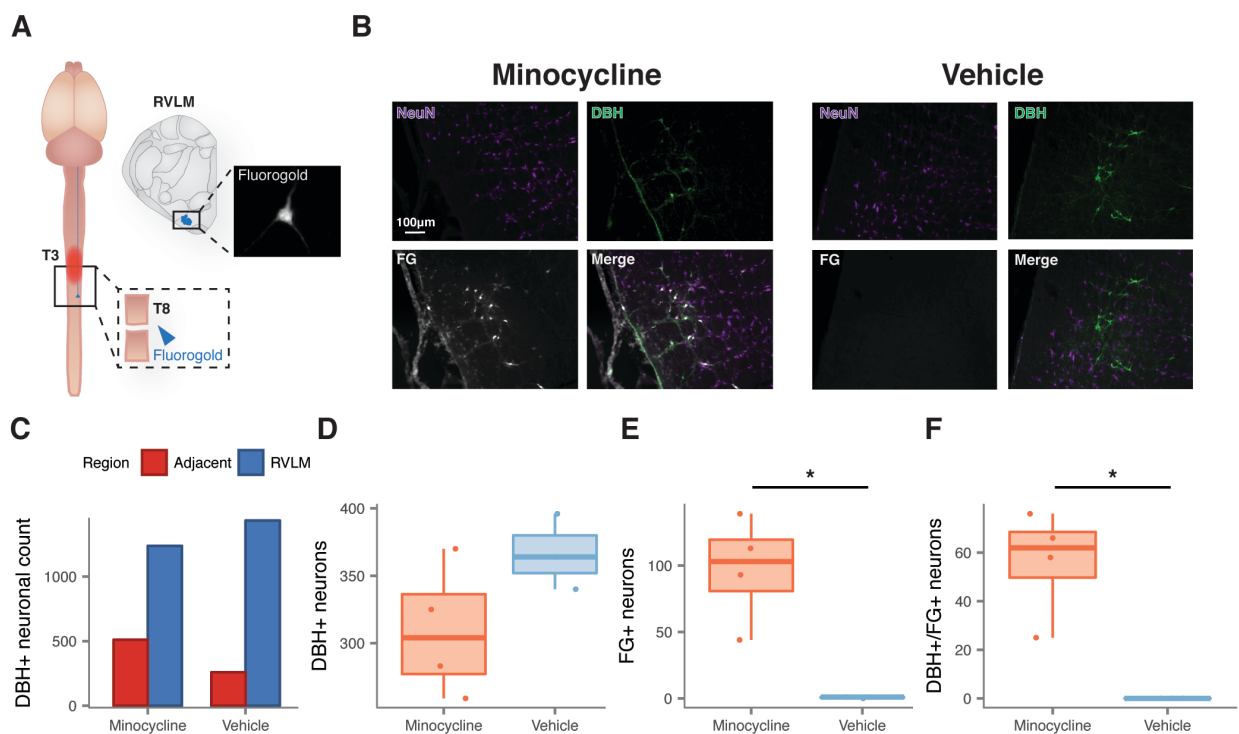 A
RVLM
Fluorogold
T3
T8
Fluorogold
B
Minocycline
Vehicle
NeuN
DBH
NeuN
DBH
100μm
FG
Merge
FG
Merge
C
Region
Adjacent
RVLM
DBH+ neuronal count
1000
500
0
Minocycline
Vehicle
D
DBH+ neurons
400
350
300
Minocycline
Vehicle
E
*
FG+ neurons
100
50
0
Minocycline
Vehicle
F
*
DBH+/FG+ neurons
60
40
20
0
Minocycline
Vehicle